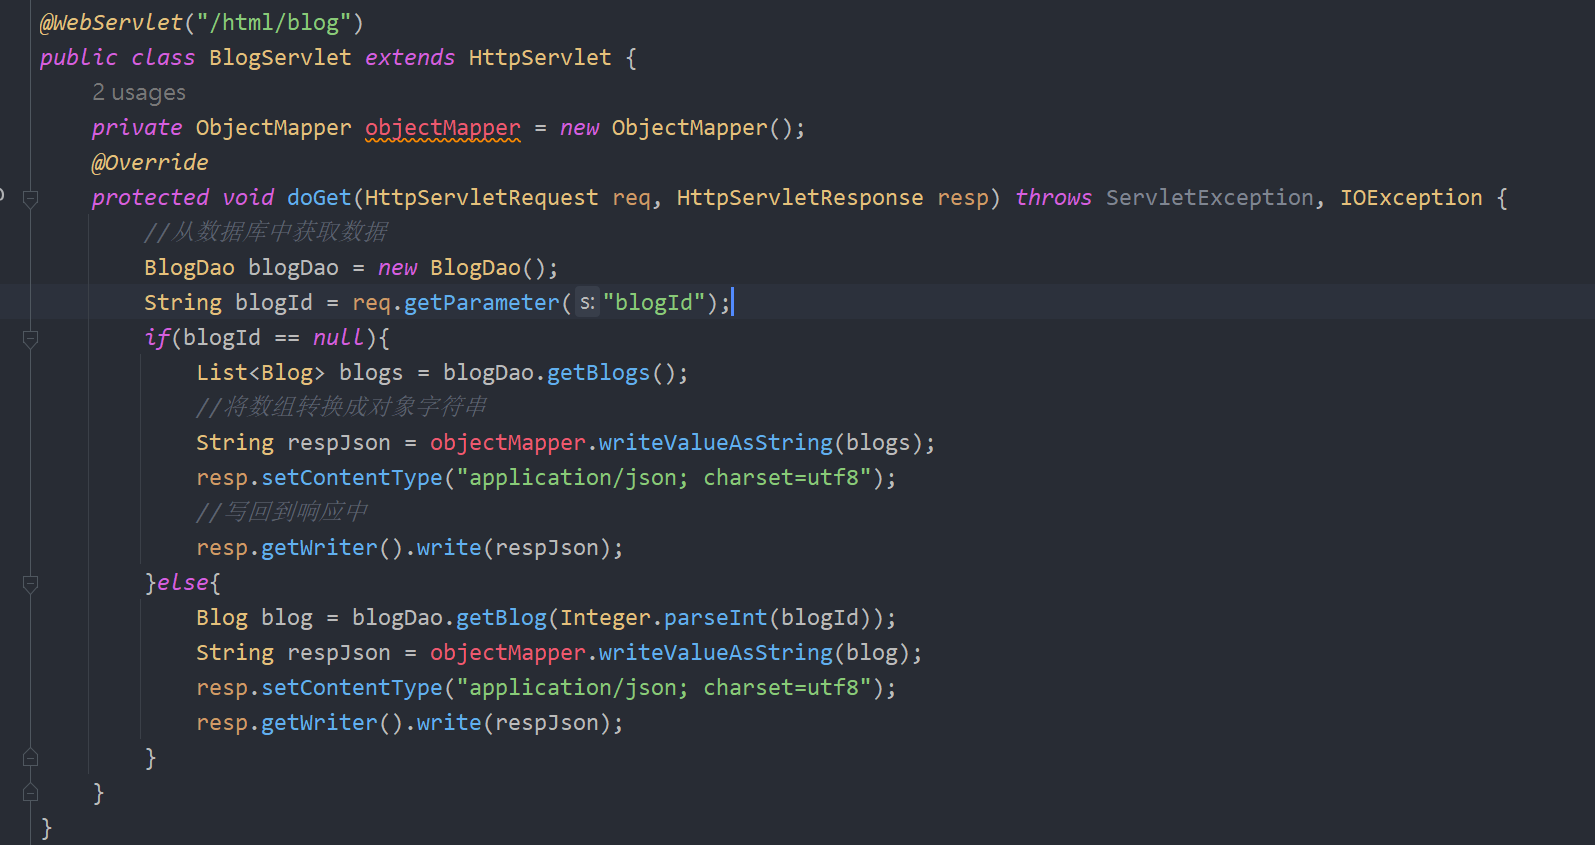 @WebServlet("/html/blog")
public class BlogServlet extends HttpServlet {
2 usages
private ObjectMapper objectMapper = new ObjectMapper();
@Override
protected void doGet(HttpServletRequest req, HttpServletResponse resp) throws ServletException, IOException {
//从数据库中获取数据
BlogDao blogDao = new BlogDao();
String blogId = req.getParameter( s: "blogId");
if(blogId == null){
List<Blog> blogs = blogDao.getBlogs();
//将数组转换成对象字符串
String respJson = objectMapper.writeValueAsString(blogs);
resp.setContentType("application/json; charset=utf8");
//写回到响应中
resp.getWriter().write(respJson);
}else{
Blog blog = blogDao.getBlog(Integer.parseInt(blogId));
String respJson = objectMapper.writeValueAsString(blog);
resp.setContentType("application/json; charset=utf8");
resp.getWriter().write(respJson);
}
}
}